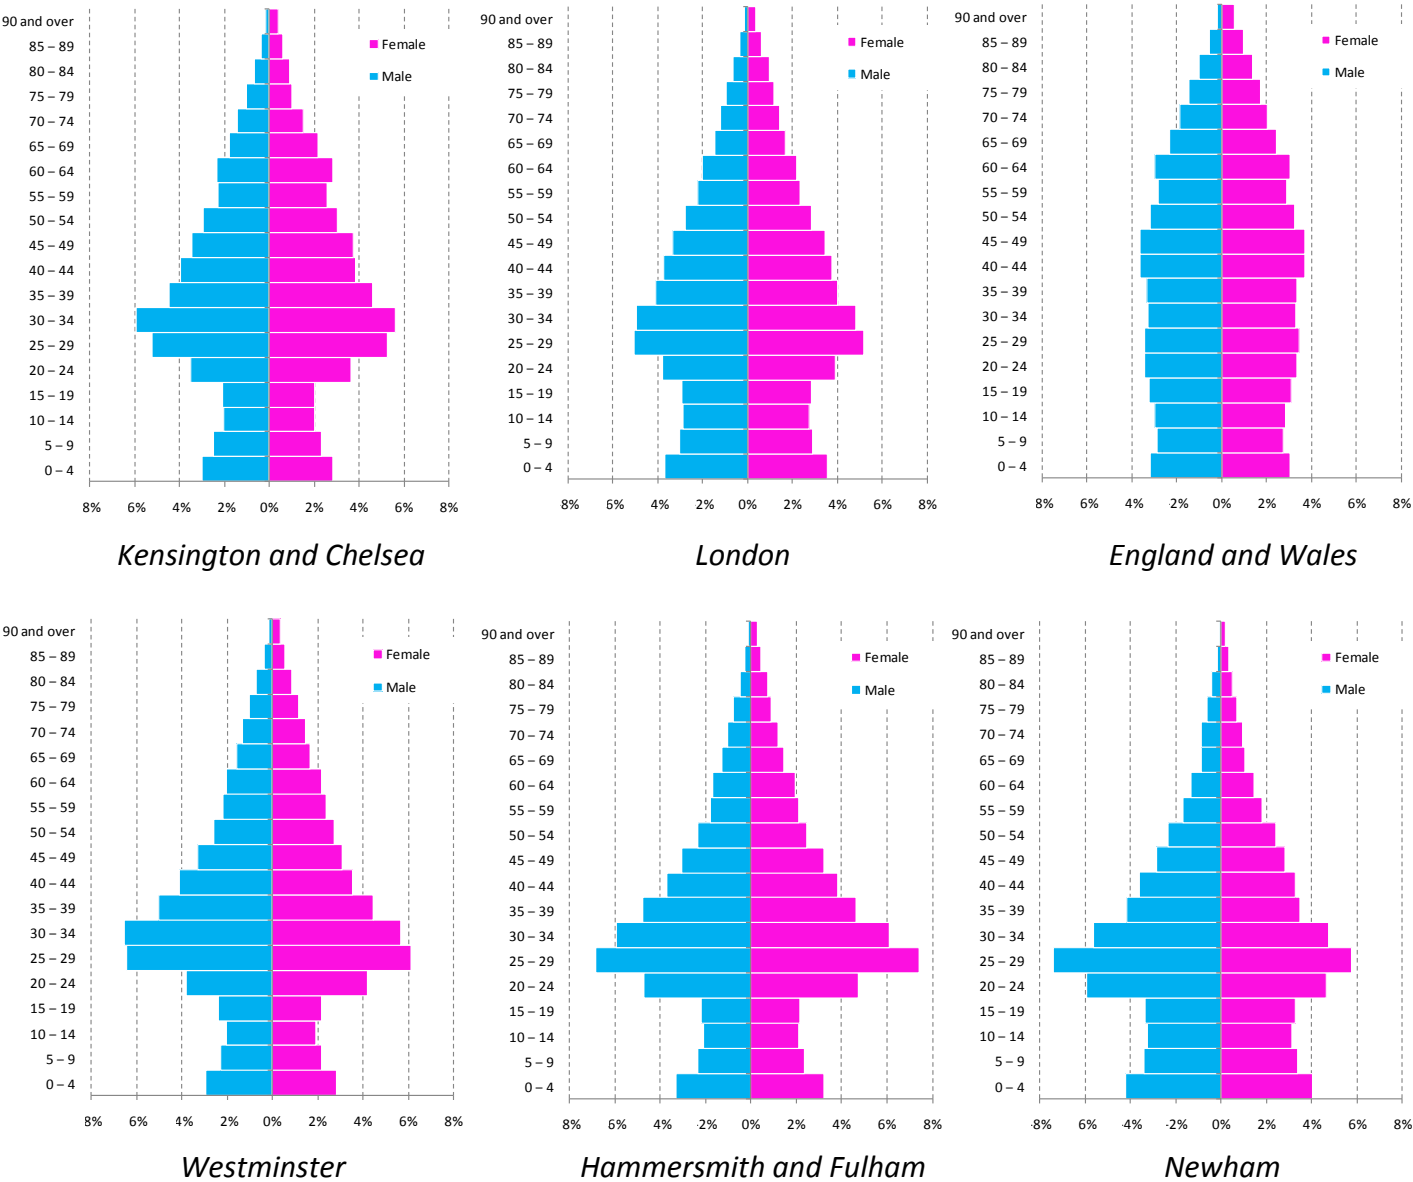 90 and over
85 – 89
80 – 84
75 – 79
70 – 74
65 – 69
60 – 64
55 – 59
50 – 54
45 – 49
40 – 44
35 – 39
30 – 34
25 – 29
20 – 24
15 – 19
10 – 14
5 – 9
0 – 4
Female
Male
8% 6% 4% 2% 0% 2% 4% 6% 8%
Kensington and Chelsea
90 and over
85 – 89
80 – 84
75 – 79
70 – 74
65 – 69
60 – 64
55 – 59
50 – 54
45 – 49
40 – 44
35 – 39
30 – 34
25 – 29
20 – 24
15 – 19
10 – 14
5 – 9
0 – 4
Female
Male
8% 6% 4% 2% 0% 2% 4% 6% 8%
London
90 and over
85 – 89
80 – 84
75 – 79
70 – 74
65 – 69
60 – 64
55 – 59
50 – 54
45 – 49
40 – 44
35 – 39
30 – 34
25 – 29
20 – 24
15 – 19
10 – 14
5 – 9
0 – 4
Female
Male
8% 6% 4% 2% 0% 2% 4% 6% 8%
England and Wales
90 and over
85 – 89
80 – 84
75 – 79
70 – 74
65 – 69
60 – 64
55 – 59
50 – 54
45 – 49
40 – 44
35 – 39
30 – 34
25 – 29
20 – 24
15 – 19
10 – 14
5 – 9
0 – 4
Female
Male
8% 6% 4% 2% 0% 2% 4% 6% 8%
Westminster
90 and over
85 – 89
80 – 84
75 – 79
70 – 74
65 – 69
60 – 64
55 – 59
50 – 54
45 – 49
40 – 44
35 – 39
30 – 34
25 – 29
20 – 24
15 – 19
10 – 14
5 – 9
0 – 4
Female
Male
8% 6% 4% 2% 0% 2% 4% 6% 8%
Hammersmith and Fulham
90 and over
85 – 89
80 – 84
75 – 79
70 – 74
65 – 69
60 – 64
55 – 59
50 – 54
45 – 49
40 – 44
35 – 39
30 – 34
25 – 29
20 – 24
15 – 19
10 – 14
5 – 9
0 – 4
Female
Male
-8% 6% -4% -2% 0% 2% 4% 6% 8%
Newham